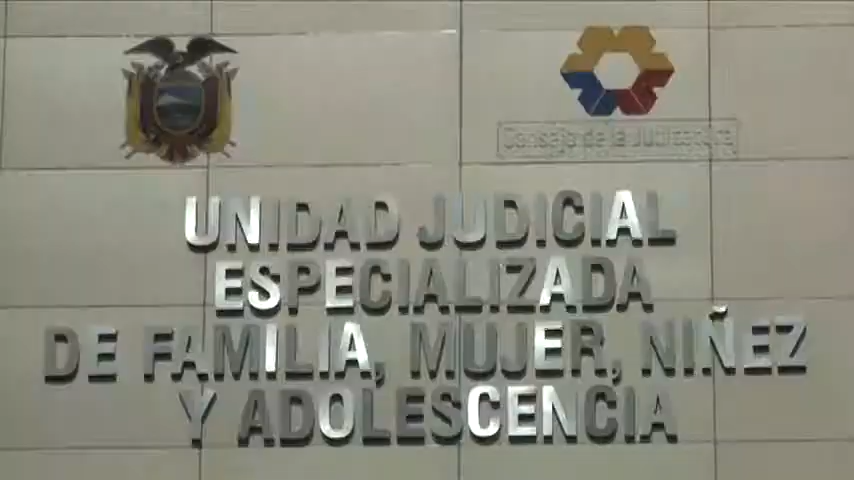 Consejo de la Judicatura
UNIDAD JUDICIAL
ESPECIALIZADA
DE FAMILIA, MUJER, NIÑEZ
Y ADOLESCENCIA